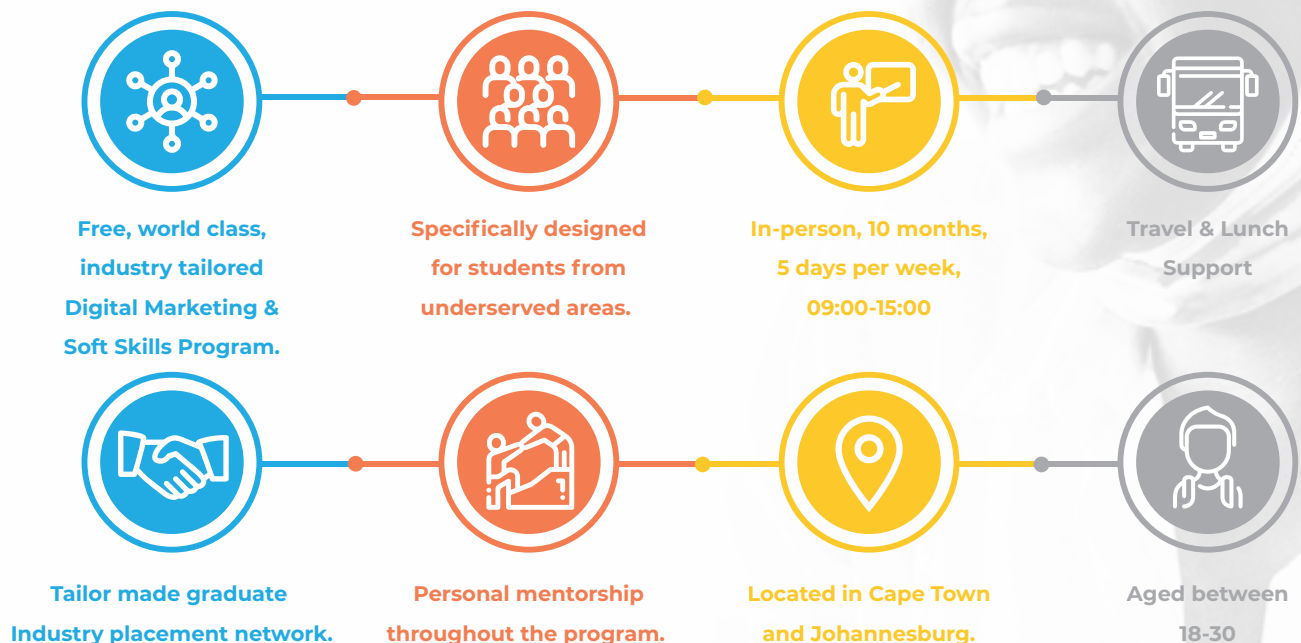 Free, world class,
industry tailored
Digital Marketing &
Soft Skills Program.
Specifically designed
for students from
underserved areas.
In-person, 10 months,
5 days per week,
09:00-15:00
Travel & Lunch
Support
Tailor made graduate
Industry placement network.
Personal mentorship
throughout the program.
Located in Cape Town
and Johannesburg.
Aged between
18-30